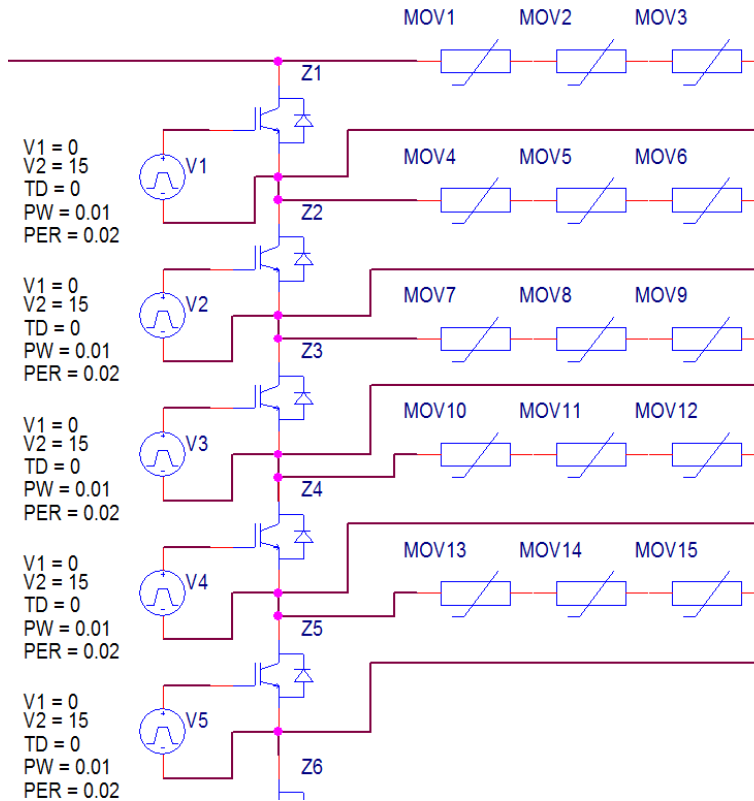 MOV1 MOV2 MOV3
Z1
V1 = 0
V2 = 15
TD = 0
PW = 0.01
PER = 0.02
V1
MOV4 MOV5 MOV6
Z2
V1 = 0
V2 = 15
TD = 0
PW = 0.01
PER = 0.02
V2
MOV7 MOV8 MOV9
Z3
V1 = 0
V2 = 15
TD = 0
PW = 0.01
PER = 0.02
V3
MOV10 MOV11 MOV12
Z4
V1 = 0
V2 = 15
TD = 0
PW = 0.01
PER = 0.02
V4
MOV13 MOV14 MOV15
Z5
V1 = 0
V2 = 15
TD = 0
PW = 0.01
PER = 0.02
V5
Z6